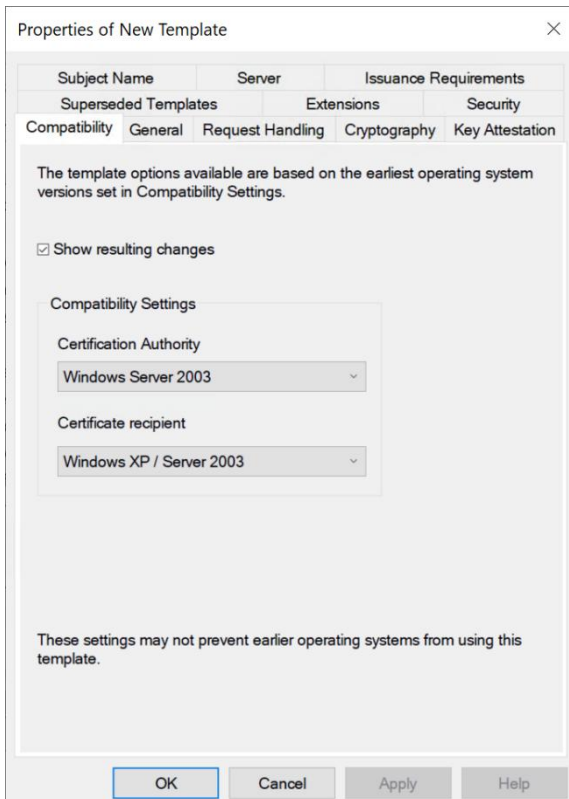 Properties of New Template
Subject Name Server Issuance Requirements
Superseded Templates Extensions Security
Compatibility General Request Handling Cryptography Key Attestation
The template options available are based on the earliest operating system
versions set in Compatibility Settings.
Show resulting changes
Compatibility Settings
Certification Authority
Windows Server 2003
Certificate recipient
Windows XP / Server 2003
These settings may not prevent earlier operating systems from using this
template.
OK Cancel Apply Help